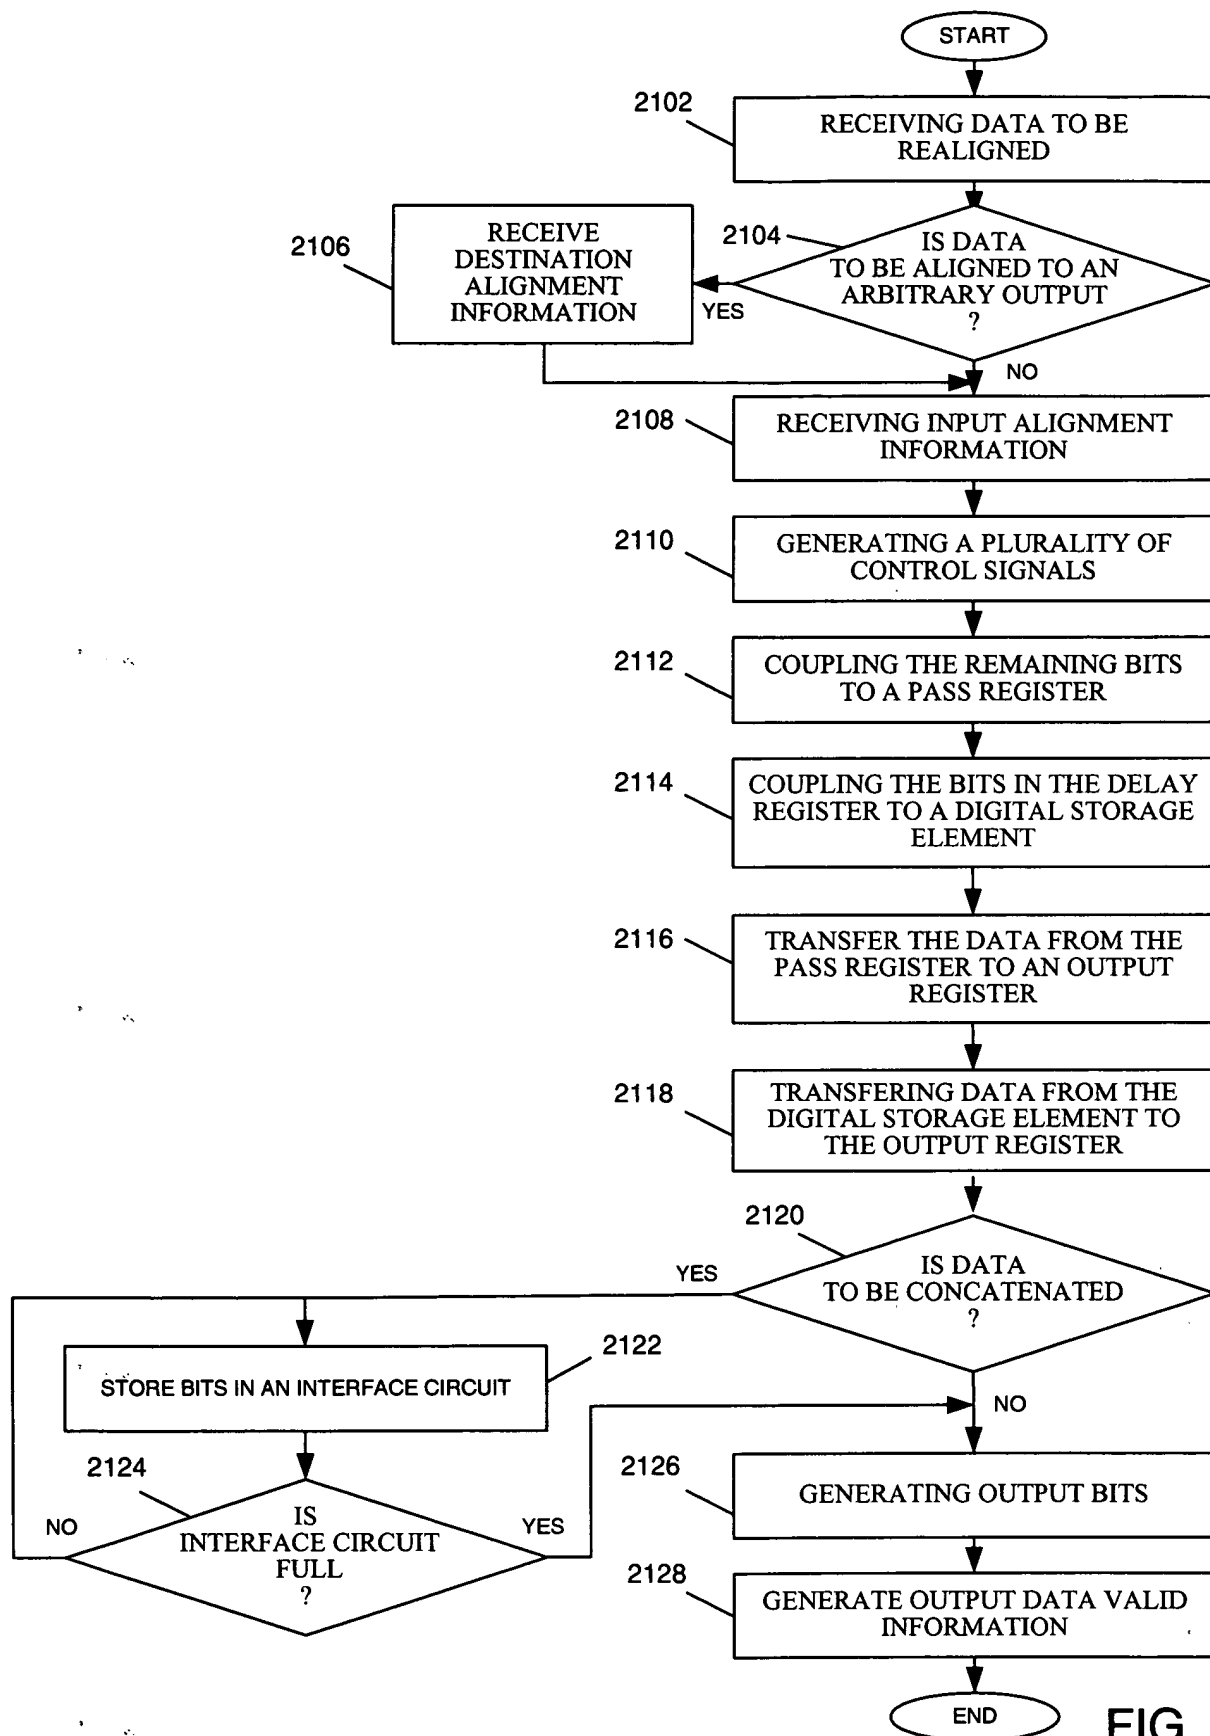 START
2102
RECEIVING DATA TO BE
REALIGNED
2104
IS DATA
TO BE ALIGNED TO AN
ARBITRARY OUTPUT
?
2106
RECEIVE
DESTINATION
ALIGNMENT
INFORMATION
YES
NO
2108
RECEIVING INPUT ALIGNMENT
INFORMATION
2110
GENERATING A PLURALITY OF
CONTROL SIGNALS
2112
COUPLING THE REMAINING BITS
TO A PASS REGISTER
2114
COUPLING THE BITS IN THE DELAY
REGISTER TO A DIGITAL STORAGE
ELEMENT
2116
TRANSFER THE DATA FROM THE
PASS REGISTER TO AN OUTPUT
REGISTER
2118
TRANSFERING DATA FROM THE
DIGITAL STORAGE ELEMENT TO
THE OUTPUT REGISTER
2120
IS DATA
TO BE CONCATENATED
?
YES
NO
2122
STORE BITS IN AN INTERFACE CIRCUIT
2124
IS
INTERFACE CIRCUIT
FULL
?
NO
YES
2126
GENERATING OUTPUT BITS
2128
GENERATE OUTPUT DATA VALID
INFORMATION
END
FIG